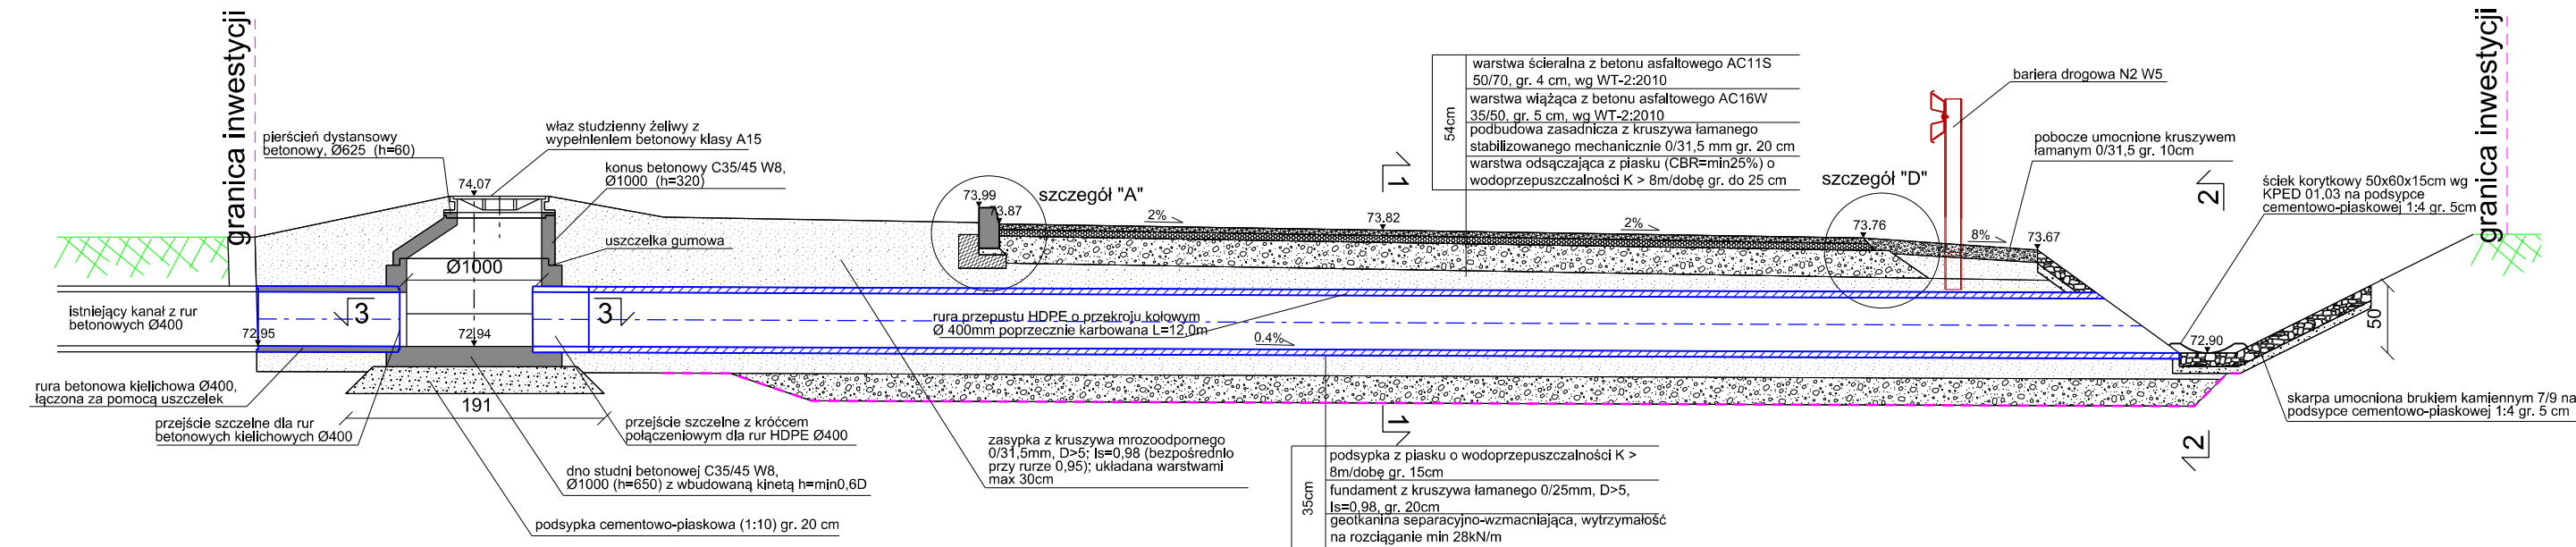 granica inwestycji
pierścień dystansowy
betonowy, Ø625 (h=60)
właz studzienny żeliwy z
wypełnieniem betonowy klasy A15
konus betonowy C35/45 W8,
Ø1000 (h=320)
74.07
uszczelka gumowa
Ø1000
istniejący kanał z rur
betonowych Ø400
72.95
3
72.94
3
rura betonowa kielichowa Ø400,
łączona za pomocą uszczelek
191
przejście szczelne dla rur
betonowych kielichowych Ø400
przejście szczelne z króćcem
połączeniowym dla rur HDPE Ø400
dno studni betonowej C35/45 W8,
Ø1000 (h=650) z wbudowaną kinetą h=min0,6D
podsypka cementowo-piaskowa (1:10) gr. 20 cm
73.99
73.87
szczegół "A"
2%
1
73.82
54cm
warstwa ścieralna z betonu asfaltowego AC11S
50/70, gr. 4 cm, wg WT-2:2010
warstwa wiążąca z betonu asfaltowego AC16W
35/50, gr. 5 cm, wg WT-2:2010
podbudowa zasadnicza z kruszywa łamanego
stabilizowanego mechanicznie 0/31,5 mm gr. 20 cm
warstwa odsączająca z piasku (CBR=min25%) o
wodoprzepuszczalności K > 8m/dobę gr. do 25 cm
2%
szczegół "D"
73.76
8%
73.67
bariera drogowa N2 W5
pobocze umocnione kruszywem
łamanym 0/31,5 gr. 10cm
2
ściek korytkowy 50x60x15cm wg
KPED 01.03 na podsypce
cementowo-piaskowej 1:4 gr. 5cm
granica inwestycji
rura przepustu HDPE o przekroju kołowym
Ø 400mm poprzecznie karbowana L=12,0m
0.4%
72.90
50
skarpa umocniona brukiem kamiennym 7/9 na
podsypce cementowo-piaskowej 1:4 gr. 5 cm
zasypka z kruszywa mrozoodpornego
0/31,5mm, D>5; Is=0,98 (bezpośrednio
przy rurze 0,95); układana warstwami
max 30cm
1
2
35cm
podsypka z piasku o wodoprzepuszczalności K >
8m/dobę gr. 15cm
fundament z kruszywa łamanego 0/25mm, D>5,
Is=0,98, gr. 20cm
geotkanina separacyjno-wzmacniająca, wytrzymałość
na rozciąganie min 28kN/m